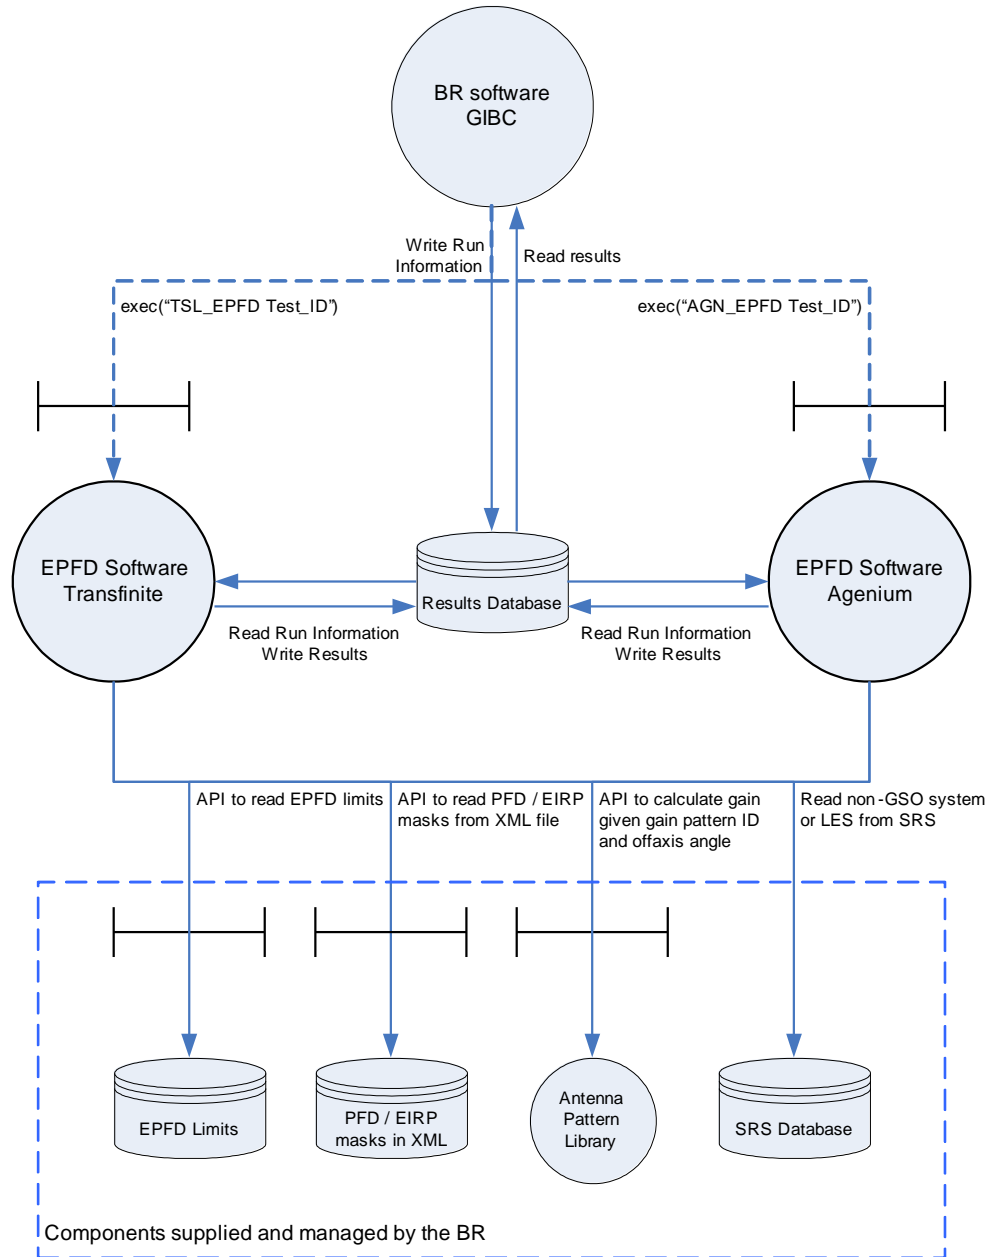 BR software
GIBC
Write Run
Information
Read results
exec(“TSL_EPFD Test_ID”)
exec(“AGN_EPFD Test_ID”)
EPFD Software
Transfinite
Results Database
EPFD Software
Agenium
Read Run Information
Write Results
Read Run Information
Write Results
API to read EPFD limits
API to read PFD / EIRP
masks from XML file
API to calculate gain
given gain pattern ID
and offaxis angle
Read non-GSO system
or LES from SRS
EPFD Limits
PFD / EIRP
masks in XML
Antenna
Pattern
Library
SRS Database
Components supplied and managed by the BR